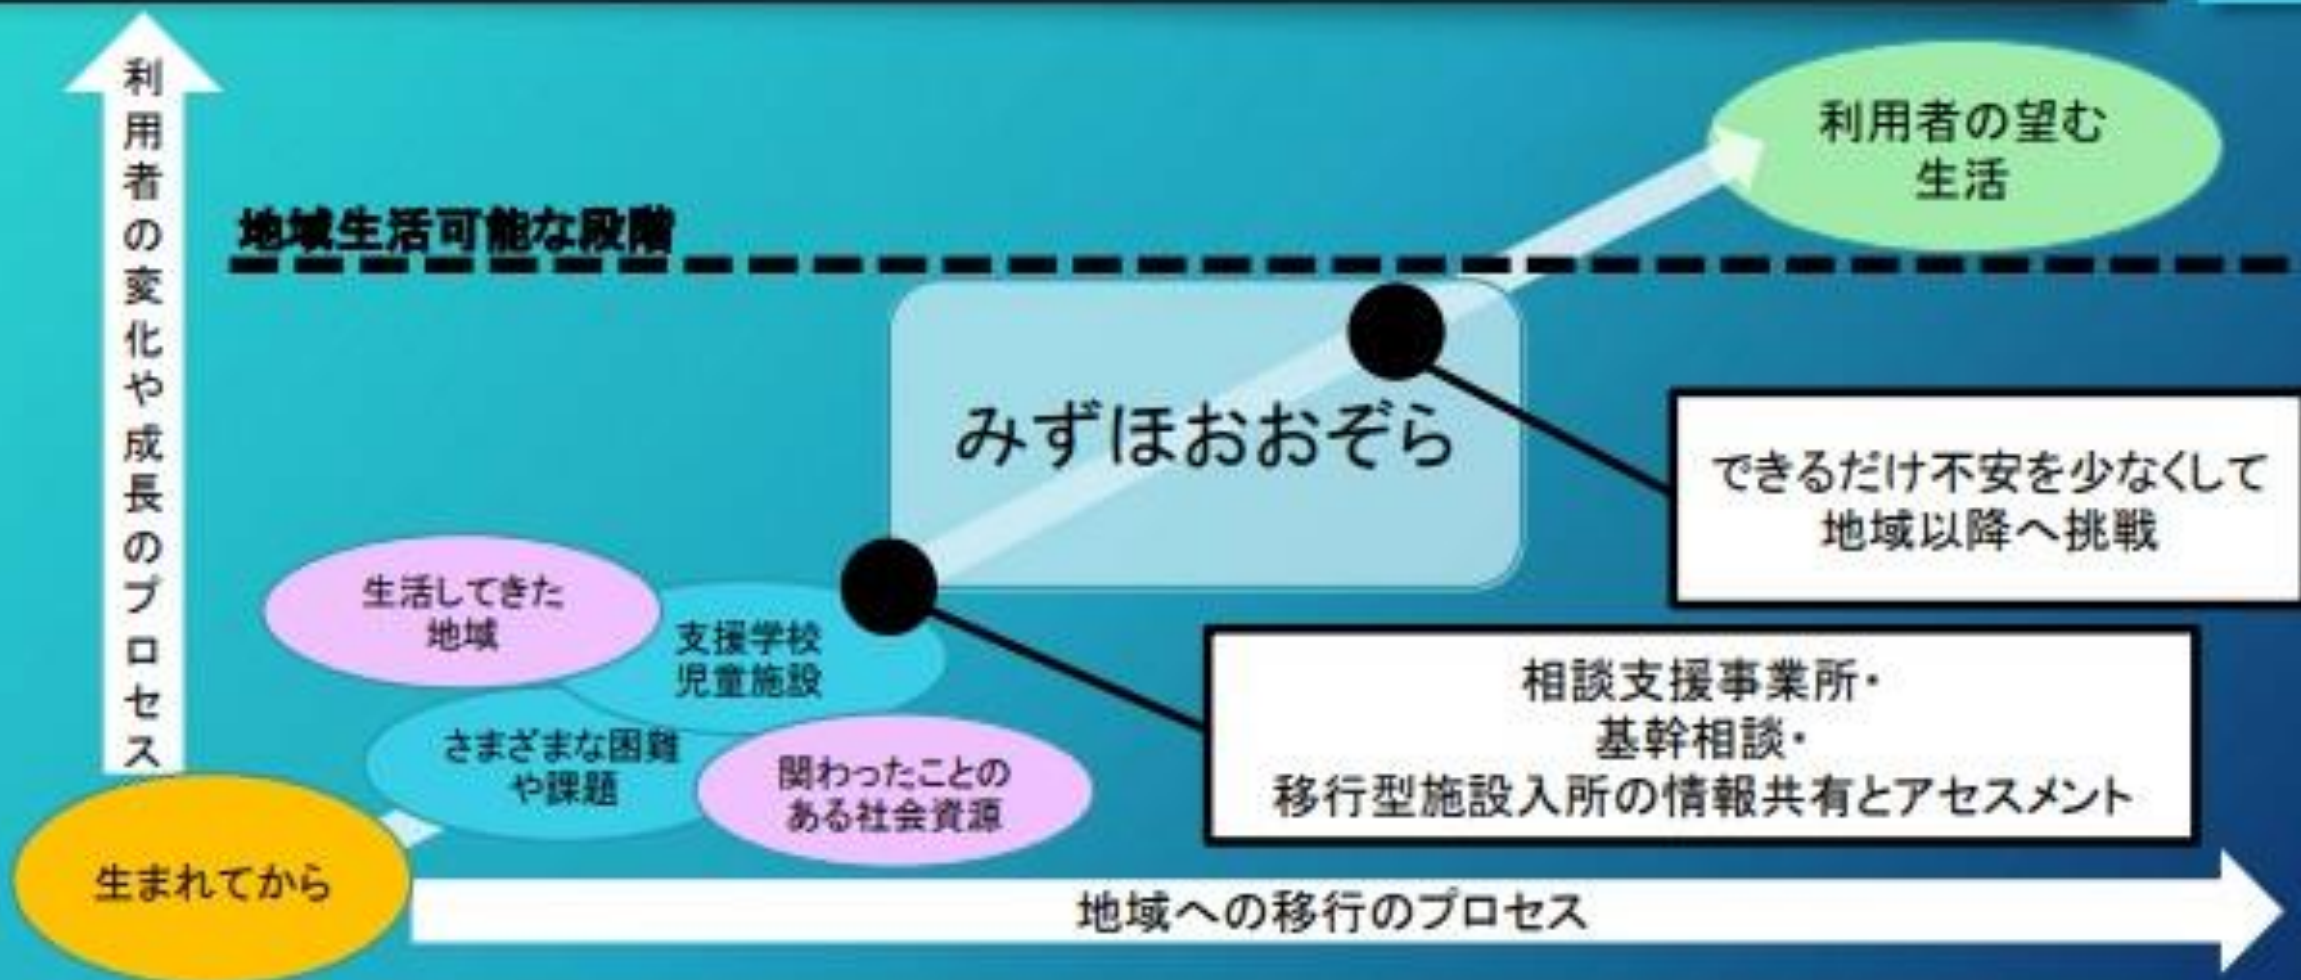 利用者の変化や成長のプロセス
利用者の望む
生活
地域生活可能な段階
みずほおおぞら
できるだけ不安を少なくして
地域以降へ挑戦
生活してきた
地域
支援学校
児童施設
さまざまな困難
や課題
関わったことの
ある社会資源
相談支援事業所・
基幹相談・
移行型施設入所の情報共有とアセスメント
生まれてから
地域への移行のプロセス